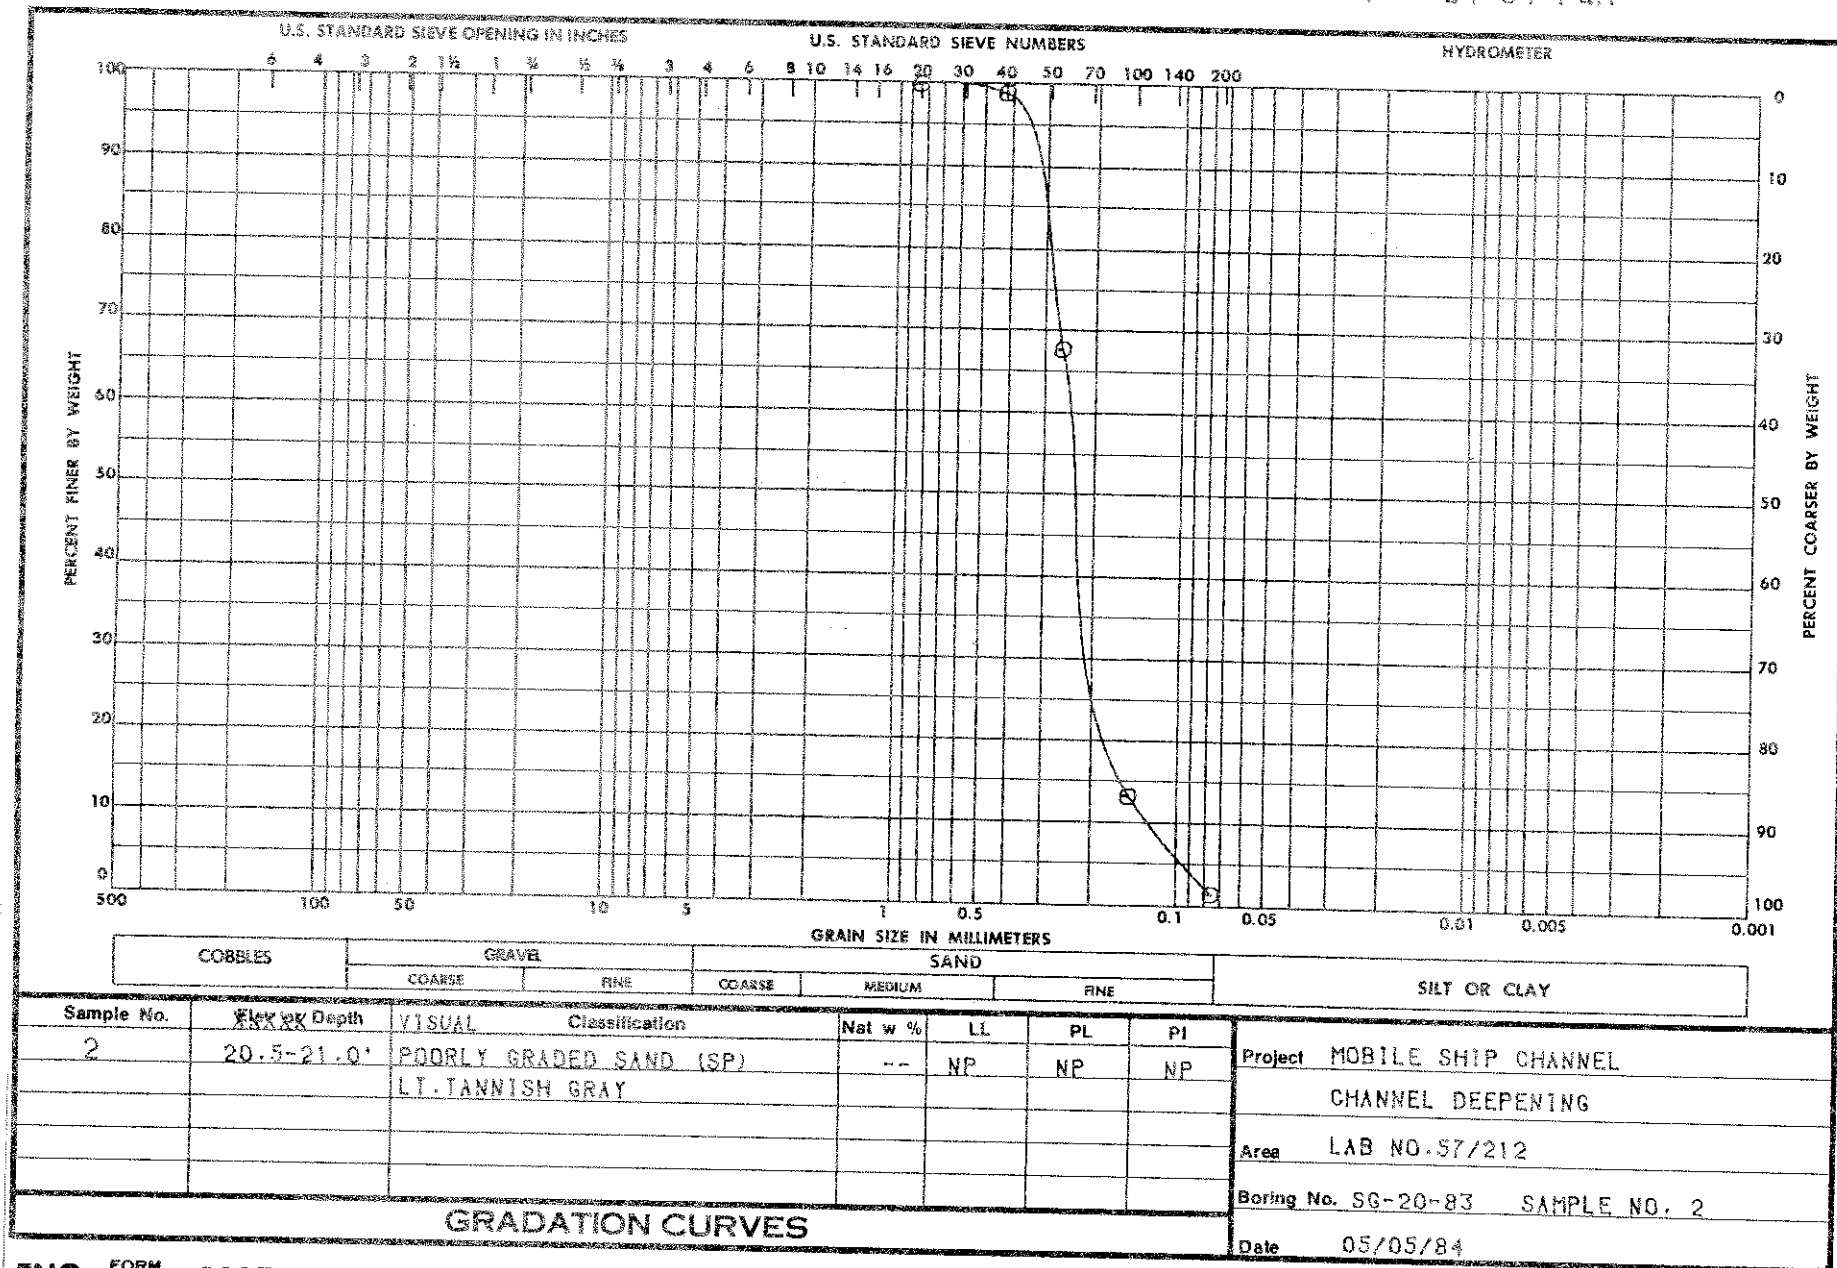 U.S. STANDARD SIEVE OPENING IN INCHES U.S. STANDARD SIEVE NUMBERS HYDROMETER
6 4 3 2 1½ 1 ¾ ½ ⅜ 3 4 6 8 10 14 16 20 30 40 50 70 100 140 200
100 0
90 10
80 20
70 30
60 40
50 50
40 60
30 70
20 80
10 90
0 100
PERCENT FINER BY WEIGHT
PERCENT COARSER BY WEIGHT
500 100 50 10 5 1 0.5 0.1 0.05 0.01 0.005 0.001
GRAIN SIZE IN MILLIMETERS
COBBLES GRAVEL SAND SILT OR CLAY
COARSE FINE COARSE MEDIUM FINE
Sample No. Depth VISUAL Classification Nat w % LL PL PI
2 20.5-21.0' POORLY GRADED SAND (SP) -- NP NP NP
LT.TANNISH GRAY
Project MOBILE SHIP CHANNEL
CHANNEL DEEPENING
Area LAB NO.57/212
Boring No. SG-20-83 SAMPLE NO. 2
Date 05/05/84
GRADATION CURVES
FORM